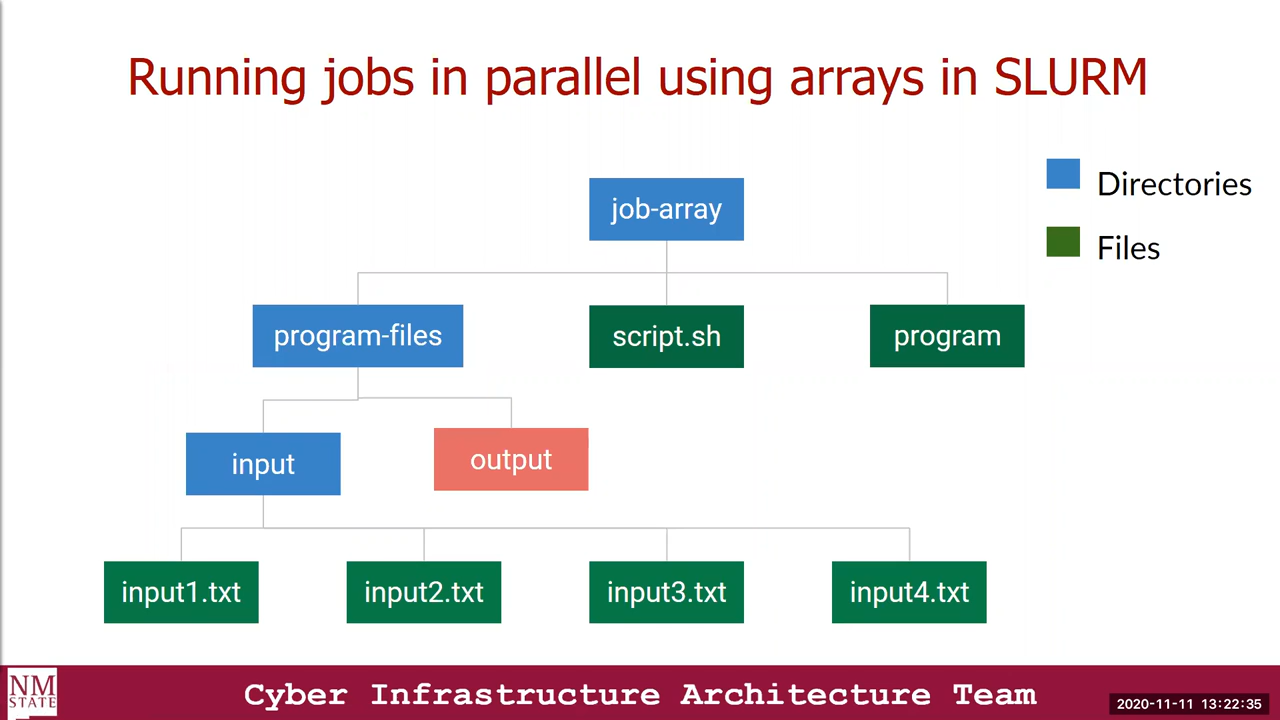 Running jobs in parallel using arrays in SLURM
Directories
Files
job-array
program-files
script.sh
program
input
output
input1.txt
input2.txt
input3.txt
input4.txt
NM
STATE
Cyber Infrastructure Architecture Team
2020-11-11 13:22:35